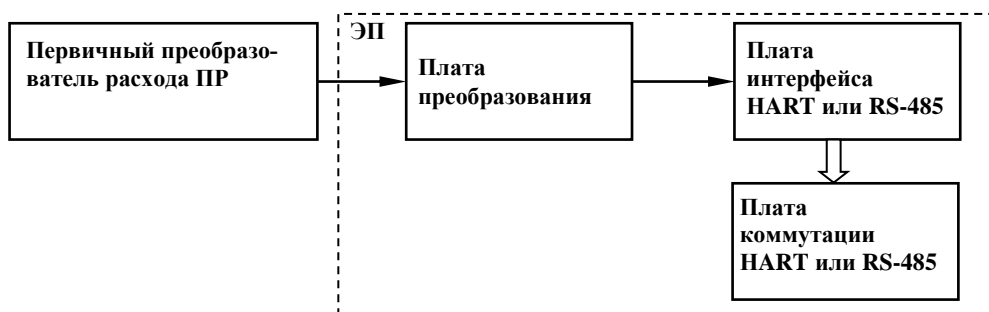 ЭП
Первичный преобразо-
ватель расхода ПР
Плата
преобразования
Плата
интерфейса
HART или RS-485
Плата
коммутации
HART или RS-485